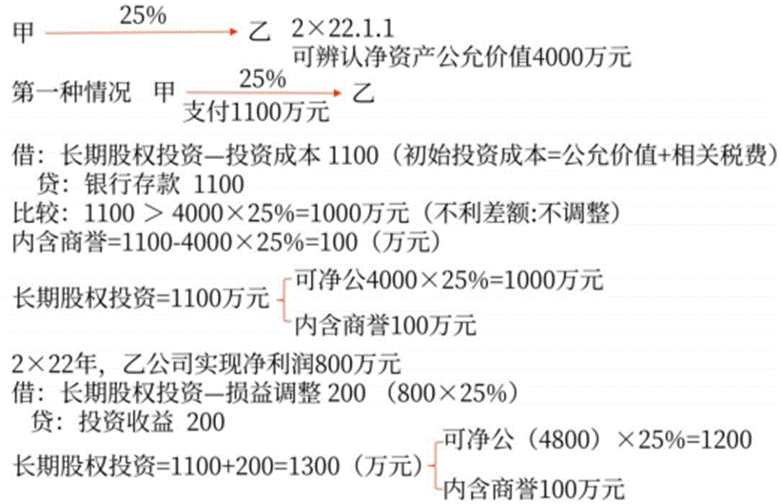 25%
甲 乙 2×22.1.1
可辨认净资产公允价值4000万元
25%
第一种情况 甲 乙
支付1100万元
借：长期股权投资—投资成本 1100（初始投资成本=公允价值+相关税费）
贷：银行存款 1100
比较：1100 ＞ 4000×25%=1000万元（不利差额:不调整）
内含商誉=1100-4000×25%=100（万元）
可净公4000×25%=1000万元
长期股权投资=1100万元
内含商誉100万元
2×22年，乙公司实现净利润800万元
借：长期股权投资—损益调整 200 （800×25%）
贷：投资收益 200
可净公（4800）×25%=1200
长期股权投资=1100+200=1300（万元）
内含商誉100万元